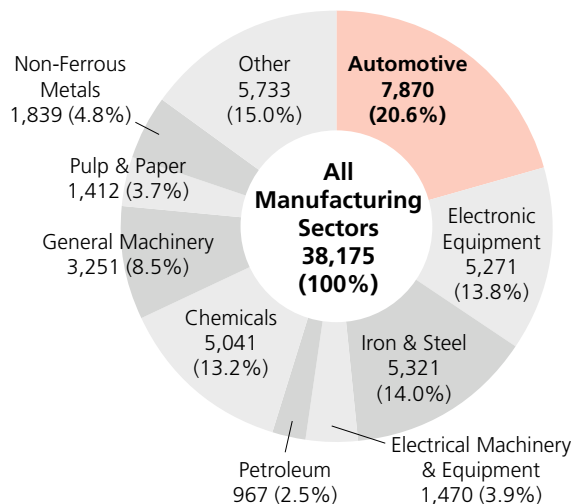 Automotive
7,870
(20.6%)
Electronic
Equipment
5,271
(13.8%)
Iron & Steel
5,321
(14.0%)
Electrical Machinery
& Equipment
1,470 (3.9%)
Petroleum
967 (2.5%)
Chemicals
5,041
(13.2%)
General Machinery
3,251 (8.5%)
Pulp & Paper
1,412 (3.7%)
Non-Ferrous
Metals
1,839 (4.8%)
Other
5,733
(15.0%)
All
Manufacturing
Sectors
38,175
(100%)